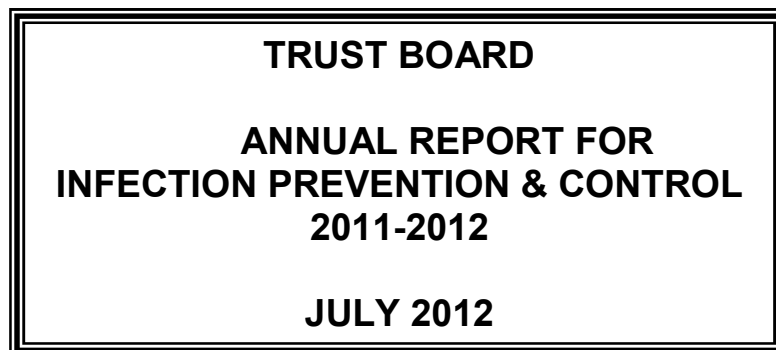 TRUST BOARD
ANNUAL REPORT FOR
INFECTION PREVENTION & CONTROL
2011-2012
JULY 2012